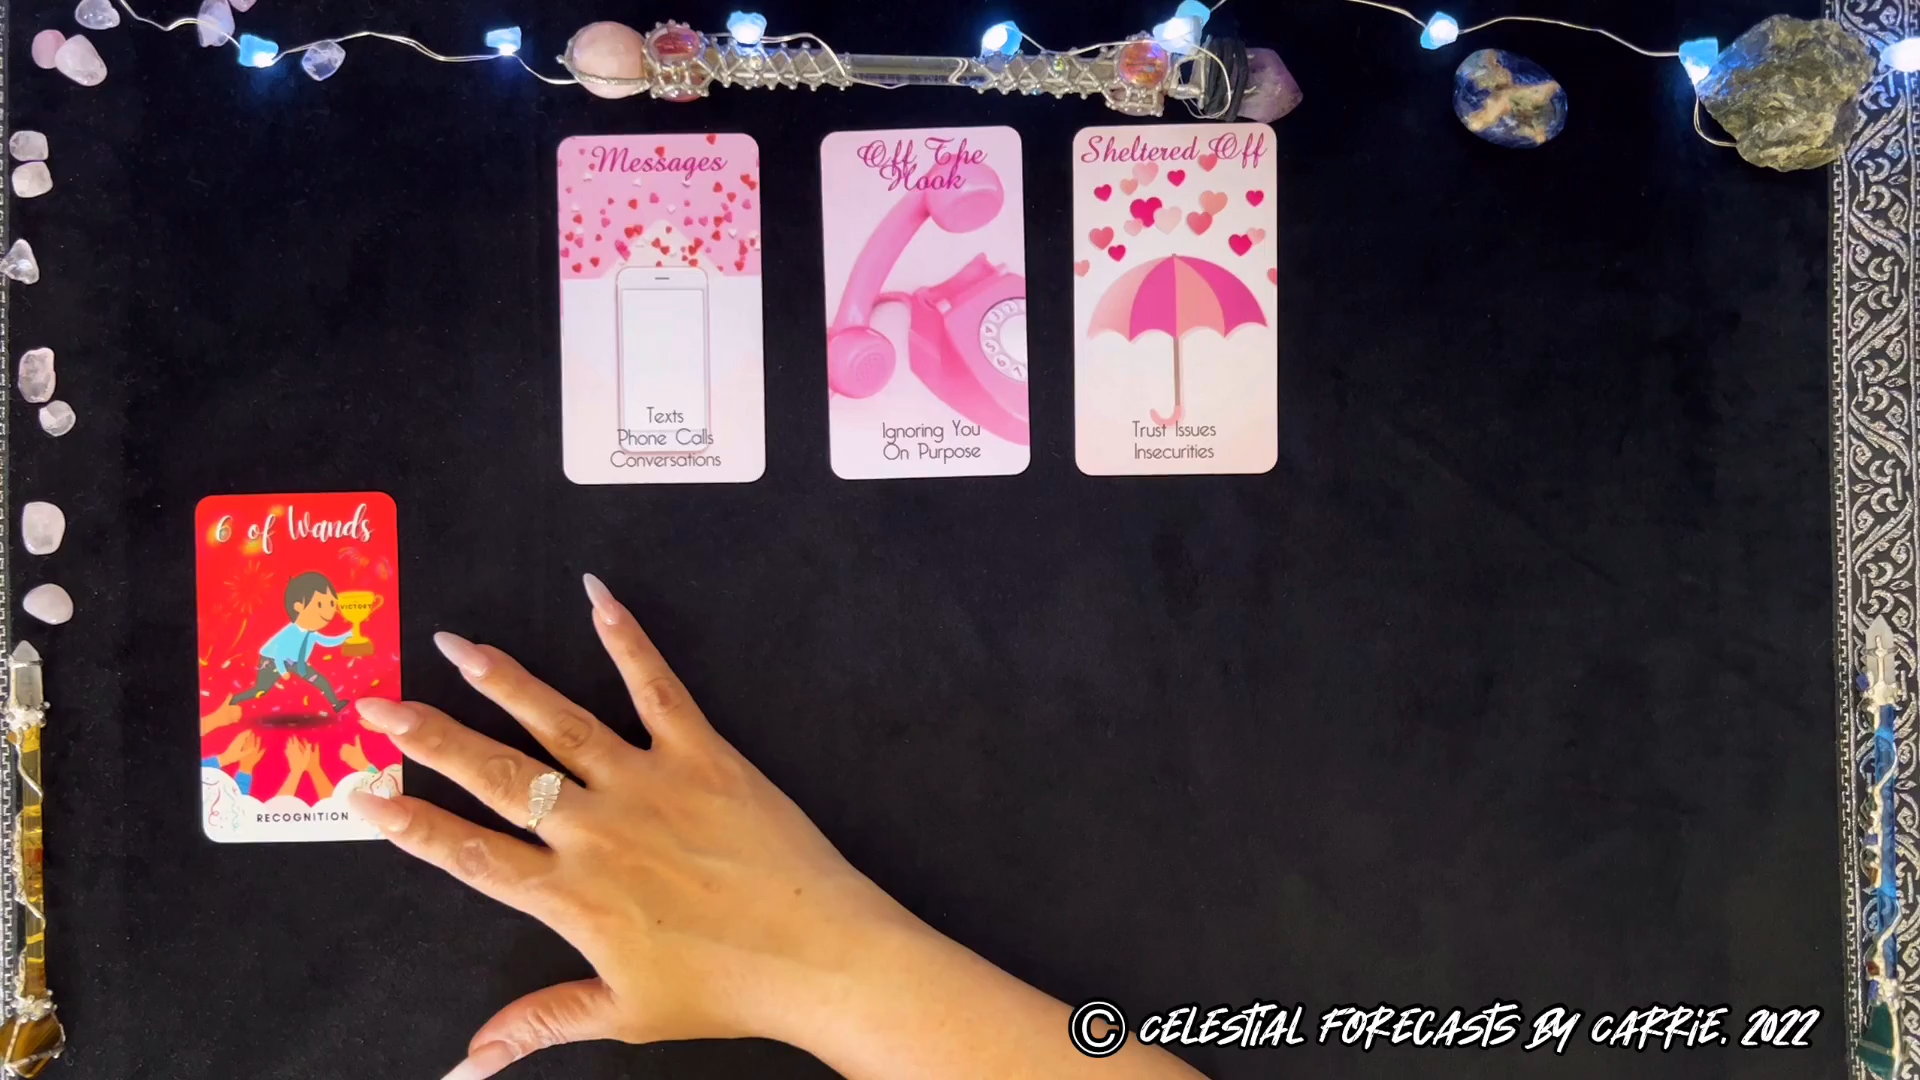 Messages
Texts
Phone Calls
Conversations
Off The
Hook
Ignoring You
On Purpose
Sheltered Off
Trust Issues
Insecurities
6 of Wands
VICTORY
RECOGNITION
© CELESTIAL FORECASTS BY CARRIE. 2022